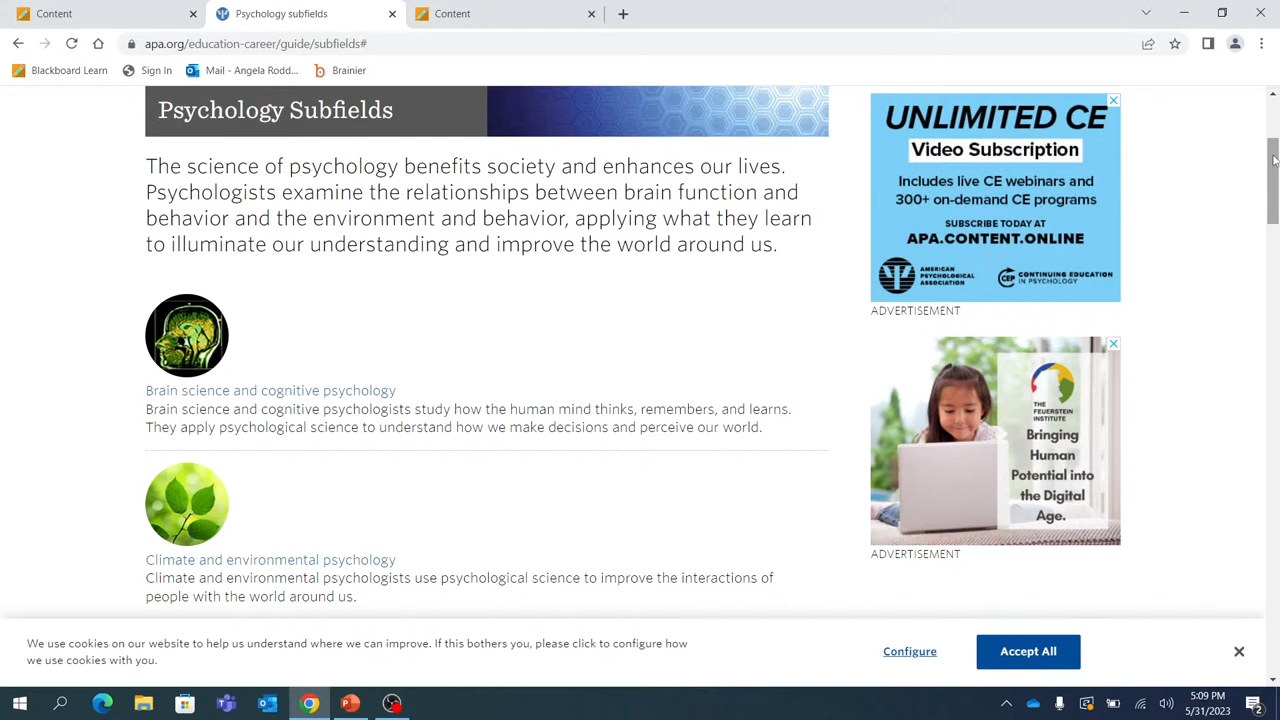 Content
Psychology subfields
Content
apa.org/education-career/guide/subfields#
Blackboard Learn
Sign In
Mail - Angela Rodd...
Brainier
Psychology Subfields
The science of psychology benefits society and enhances our lives.
Psychologists examine the relationships between brain function and
behavior and the environment and behavior, applying what they learn
to illuminate our understanding and improve the world around us.
Brain science and cognitive psychology
Brain science and cognitive psychologists study how the human mind thinks, remembers, and learns.
They apply psychological science to understand how we make decisions and perceive our world.
Climate and environmental psychology
Climate and environmental psychologists use psychological science to improve the interactions of
people with the world around us.
UNLIMITED CE
Video Subscription
Includes live CE webinars and
300+ on-demand CE programs
SUBSCRIBE TODAY AT
APA.CONTENT.ONLINE
AMERICAN
PSYCHOLOGICAL
ASSOCIATION
CEP
CONTINUING EDUCATION
IN PSYCHOLOGY
ADVERTISEMENT
THE
FEUERSTEIN
INSTITUTE
Bringing
Human
Potential into
the Digital
Age.
ADVERTISEMENT
We use cookies on our website to help us understand where we can improve. If this bothers you, please click to configure how
we use cookies with you.
Configure
Accept All
5:09 PM
5/31/2023
2